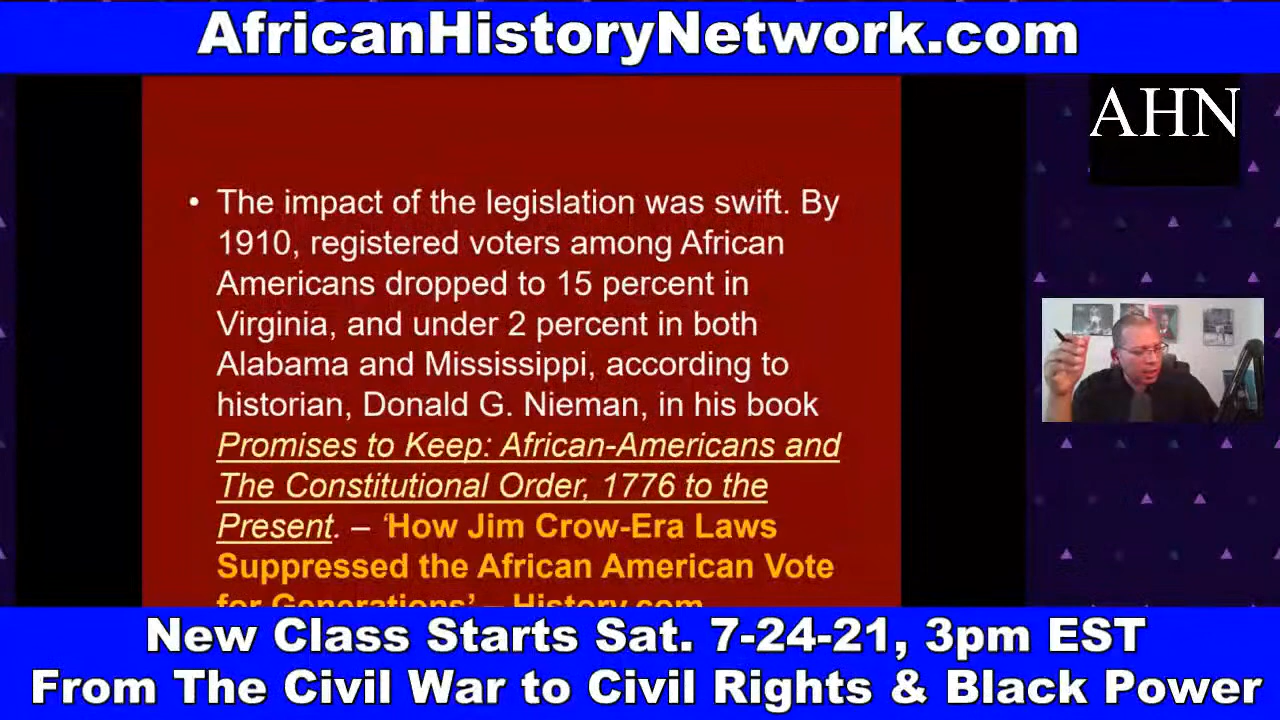 AfricanHistoryNetwork.com
AHN
• The impact of the legislation was swift. By
1910, registered voters among African
Americans dropped to 15 percent in
Virginia, and under 2 percent in both
Alabama and Mississippi, according to
historian, Donald G. Nieman, in his book
Promises to Keep: African-Americans and
The Constitutional Order, 1776 to the
Present. – ‘How Jim Crow-Era Laws
Suppressed the African American Vote
for Generations’ – History.com
New Class Starts Sat. 7-24-21, 3pm EST
From The Civil War to Civil Rights & Black Power